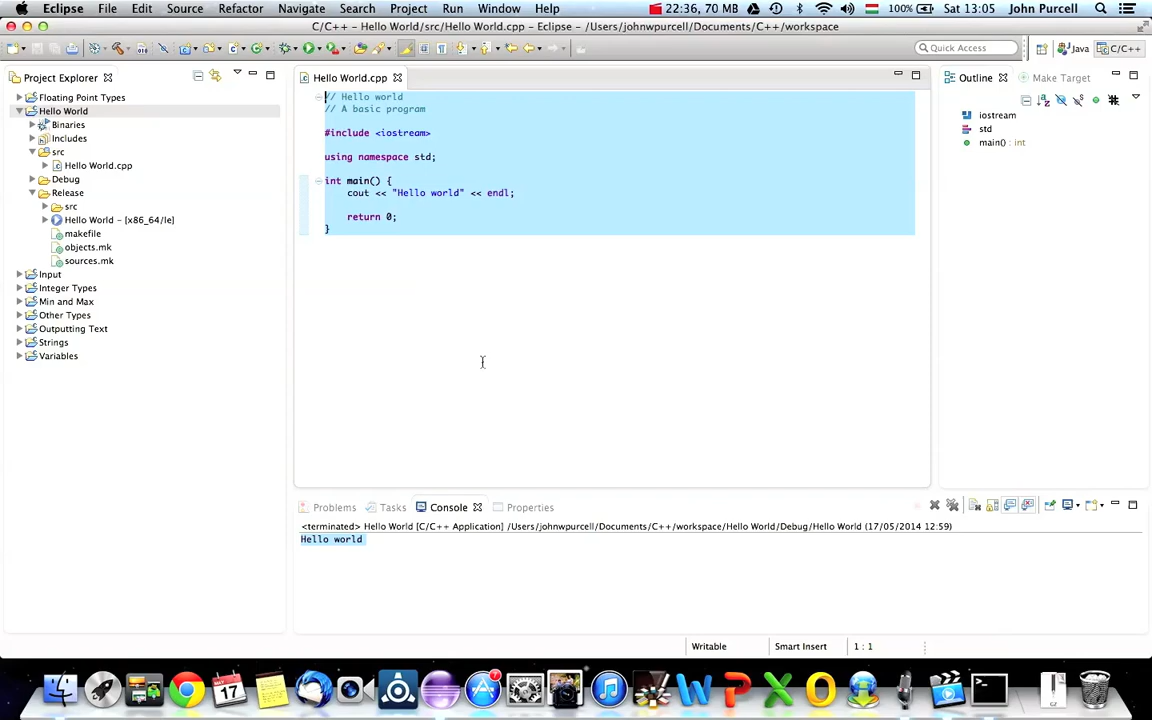 Eclipse File Edit Source Refactor Navigate Search Project Run Window Help 22:36, 70 MB 100% Sat 13:05 John Purcell
C/C++ – Hello World/src/Hello World.cpp – Eclipse – /Users/johnwpurcell/Documents/C++/workspace
Quick Access Java C/C++
Project Explorer
Floating Point Types
Hello World
Binaries
Includes
src
Hello World.cpp
Debug
Release
src
Hello World – [x86_64/le]
makefile
objects.mk
sources.mk
Input
Integer Types
Min and Max
Other Types
Outputting Text
Strings
Variables
Hello World.cpp
// Hello world
// A basic program
#include <iostream>
using namespace std;
int main() {
cout << "Hello world" << endl;
return 0;
}
Outline Make Target
iostream
std
main() : int
Problems Tasks Console Properties
<terminated> Hello World [C/C++ Application] /Users/johnwpurcell/Documents/C++/workspace/Hello World/Debug/Hello World (17/05/2014 12:59)
Hello world
Writable Smart Insert 1 : 1
MAY
17